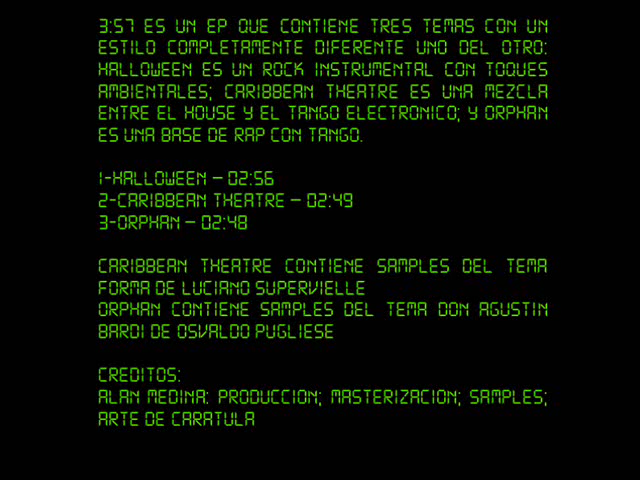 3:57 ES UN EP QUE CONTIENE TRES TEMAS CON UN
ESTILO COMPLETAMENTE DIFERENTE UNO DEL OTRO:
HALLOWEEN ES UN ROCK INSTRUMENTAL CON TOQUES
AMBIENTALES; CARIBBEAN THEATRE ES UNA MEZCLA
ENTRE EL HOUSE Y EL TANGO ELECTRONICO; Y ORPHAN
ES UNA BASE DE RAP CON TANGO.
1-HALLOWEEN – 02:56
2-CARIBBEAN THEATRE – 02:49
3-ORPHAN – 02:48
CARIBBEAN THEATRE CONTIENE SAMPLES DEL TEMA
FORMA DE LUCIANO SUPERVIELLE
ORPHAN CONTIENE SAMPLES DEL TEMA DON AGUSTIN
BARDI DE OSVALDO PUGLIESE
CREDITOS:
ALAN MEDINA: PRODUCCION; MASTERIZACION; SAMPLES;
ARTE DE CARATULA